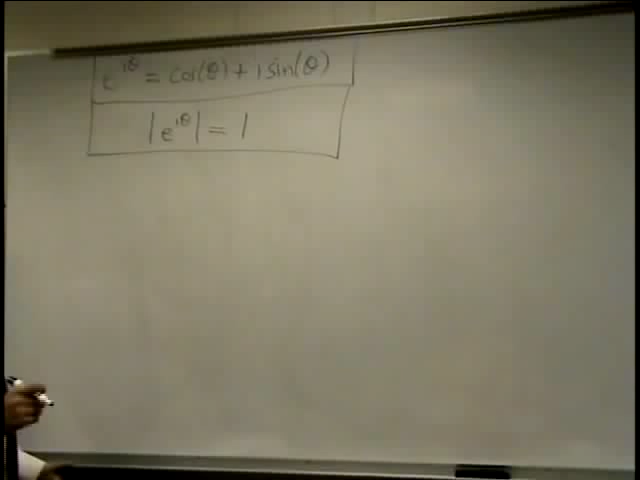 e^{iθ} = cos(θ) + i sin(θ)
|e^{iθ}| = 1